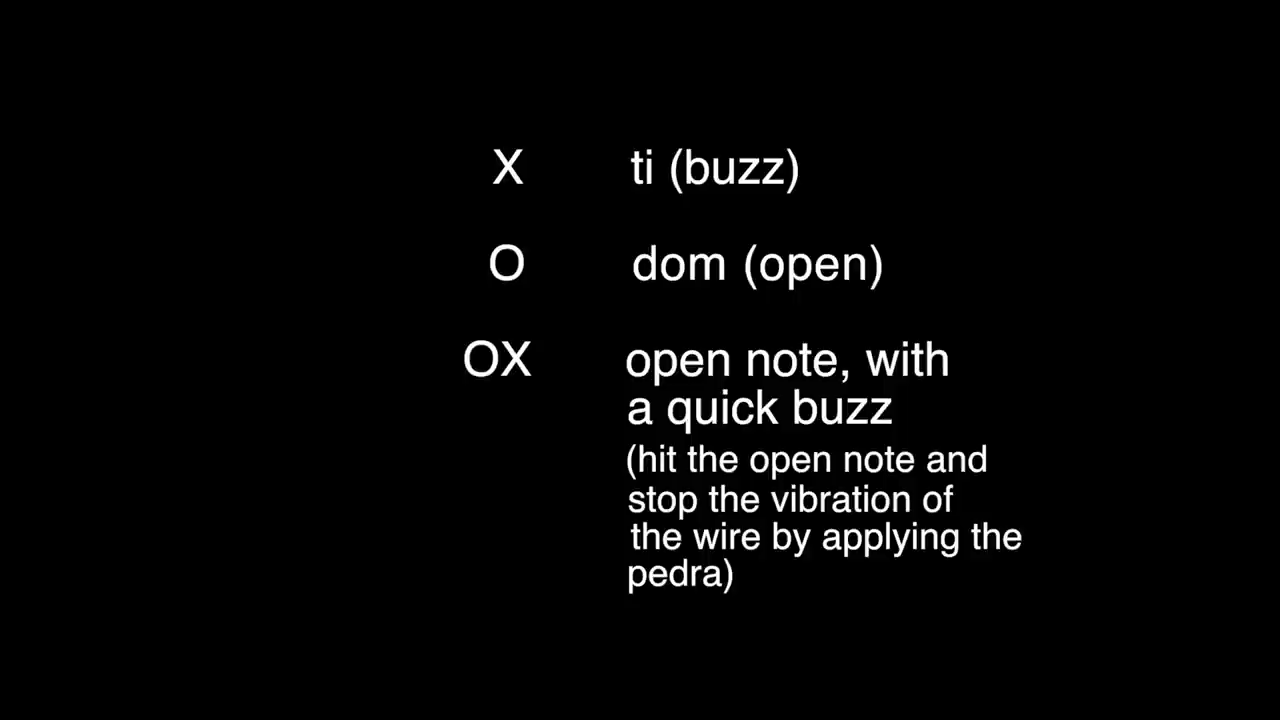 X ti (buzz)
O dom (open)
OX open note, with
a quick buzz
(hit the open note and
stop the vibration of
the wire by applying the
pedra)